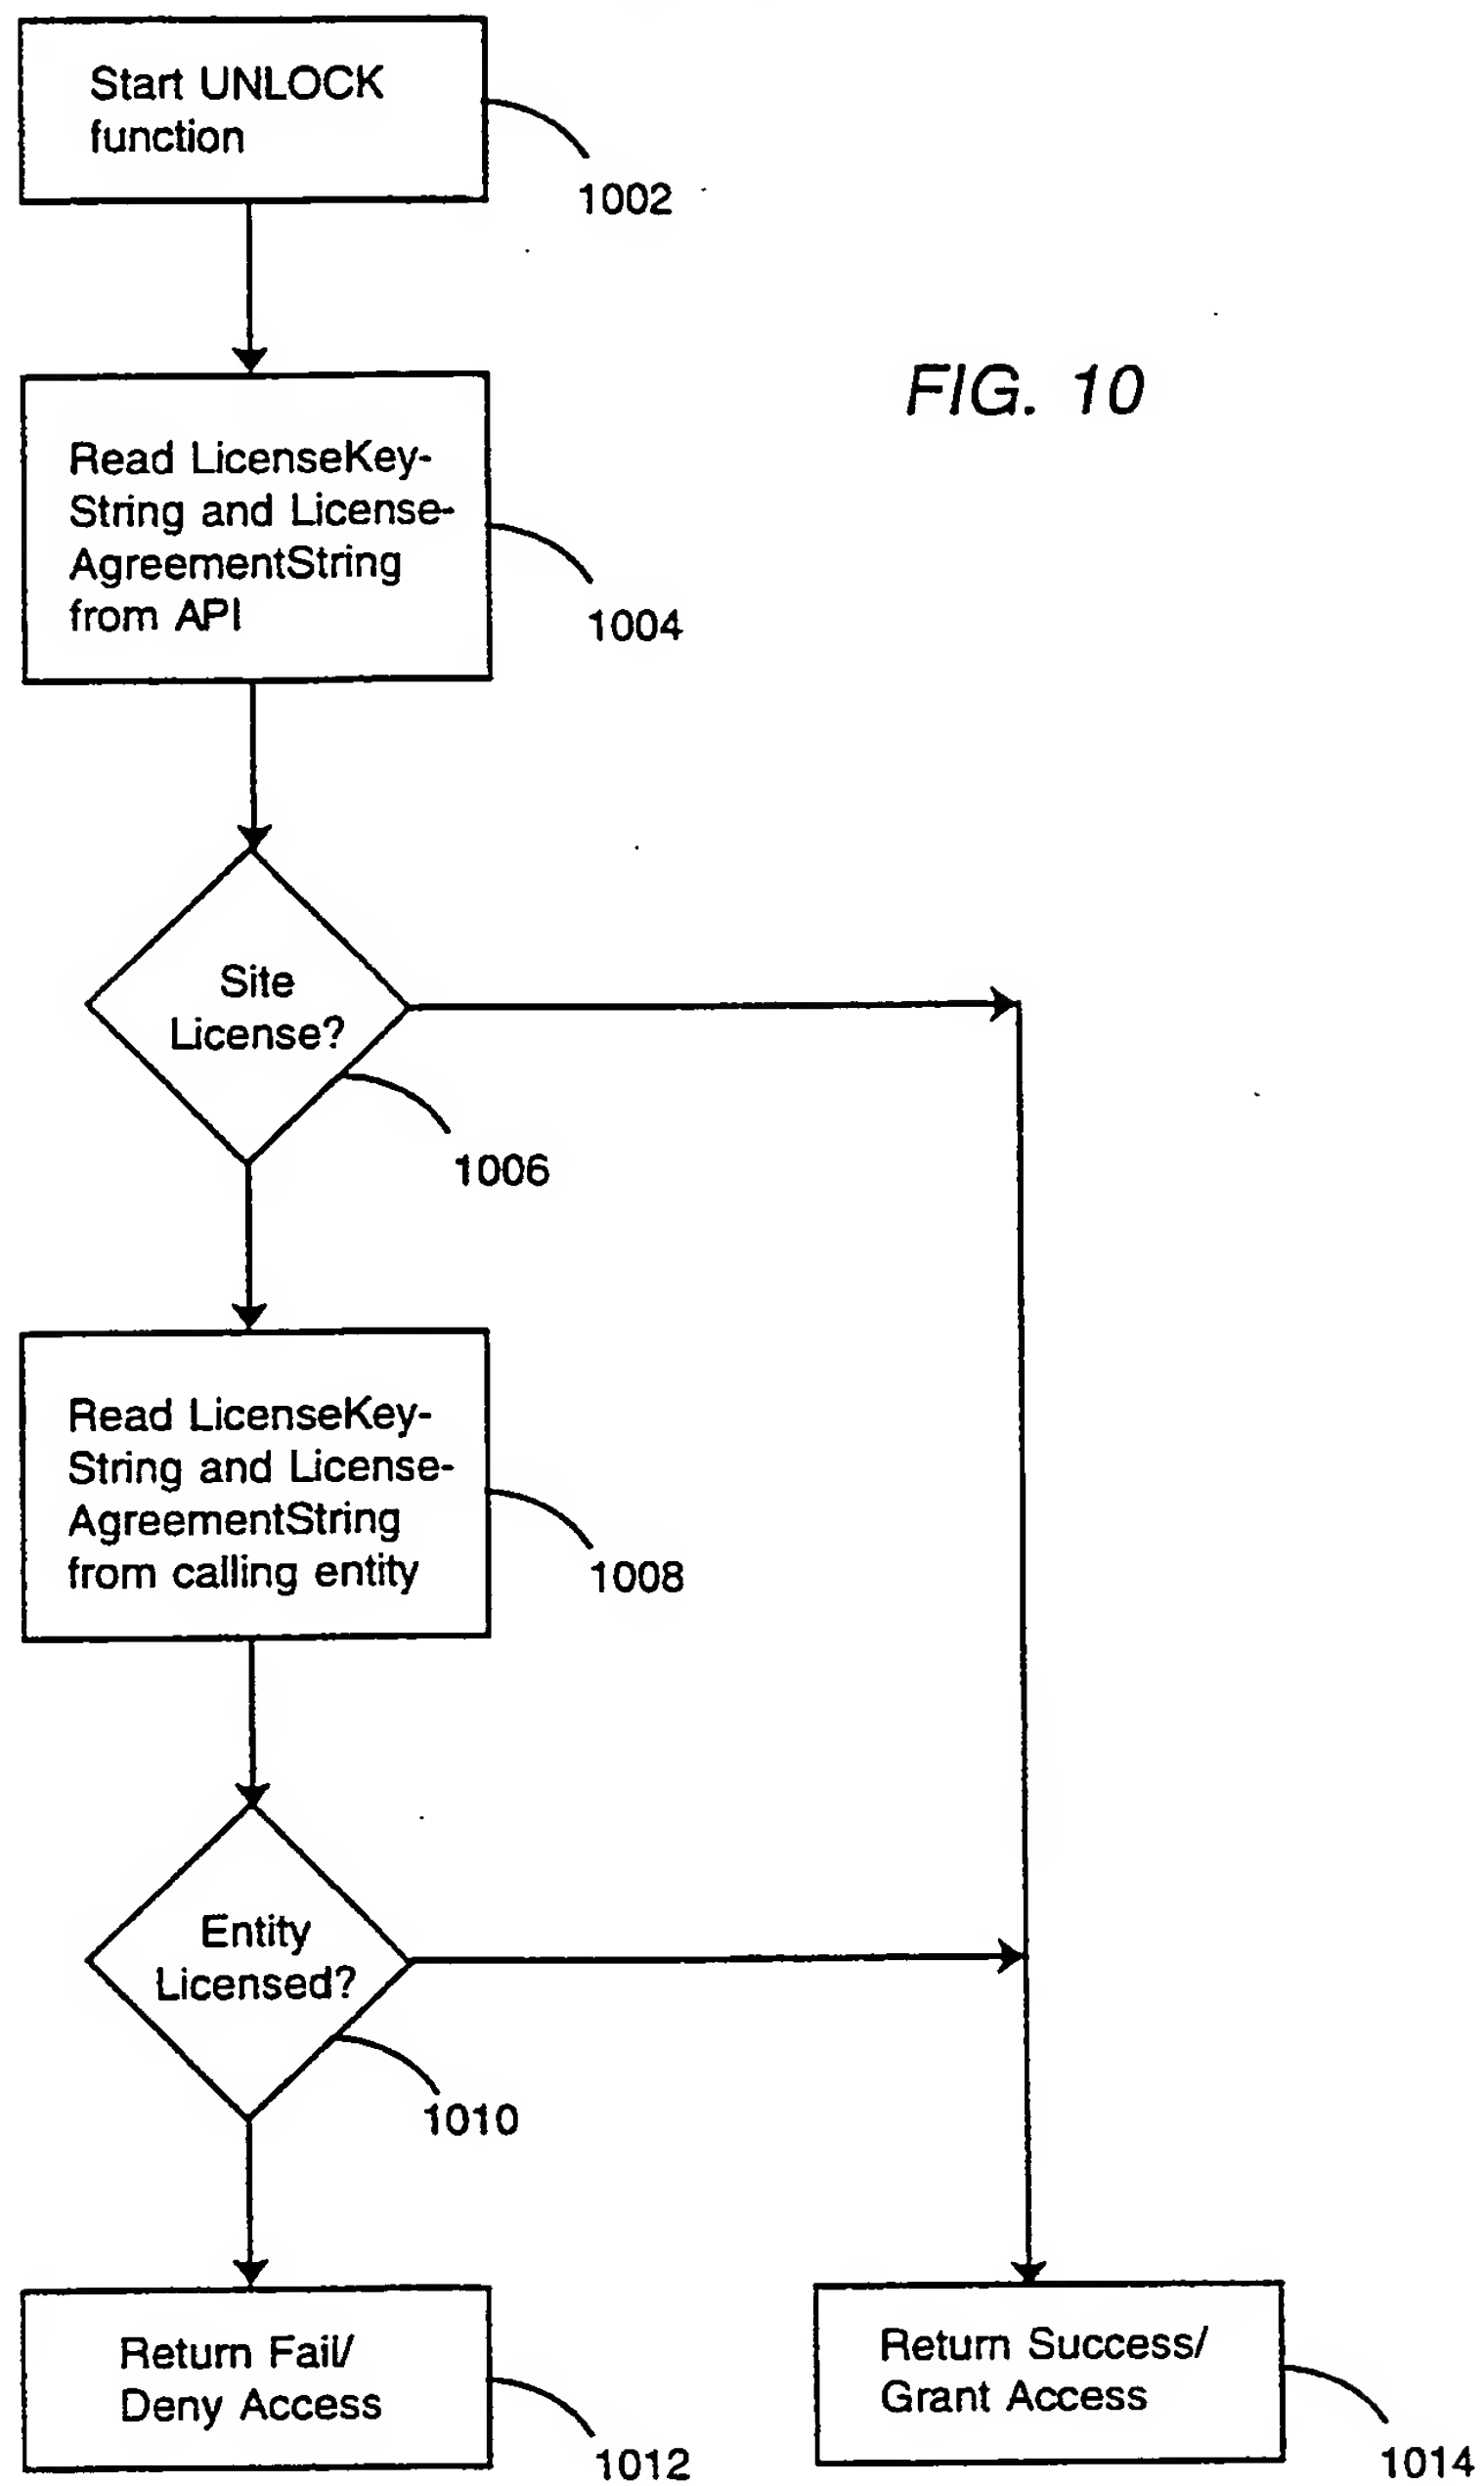 Start UNLOCK
function
1002
FIG. 10
Read LicenseKey-
String and License-
AgreementString
from API
1004
Site
License?
1006
Read LicenseKey-
String and License-
AgreementString
from calling entity
1008
Entity
Licensed?
1010
Return Fail/
Deny Access
1012
Return Success/
Grant Access
1014